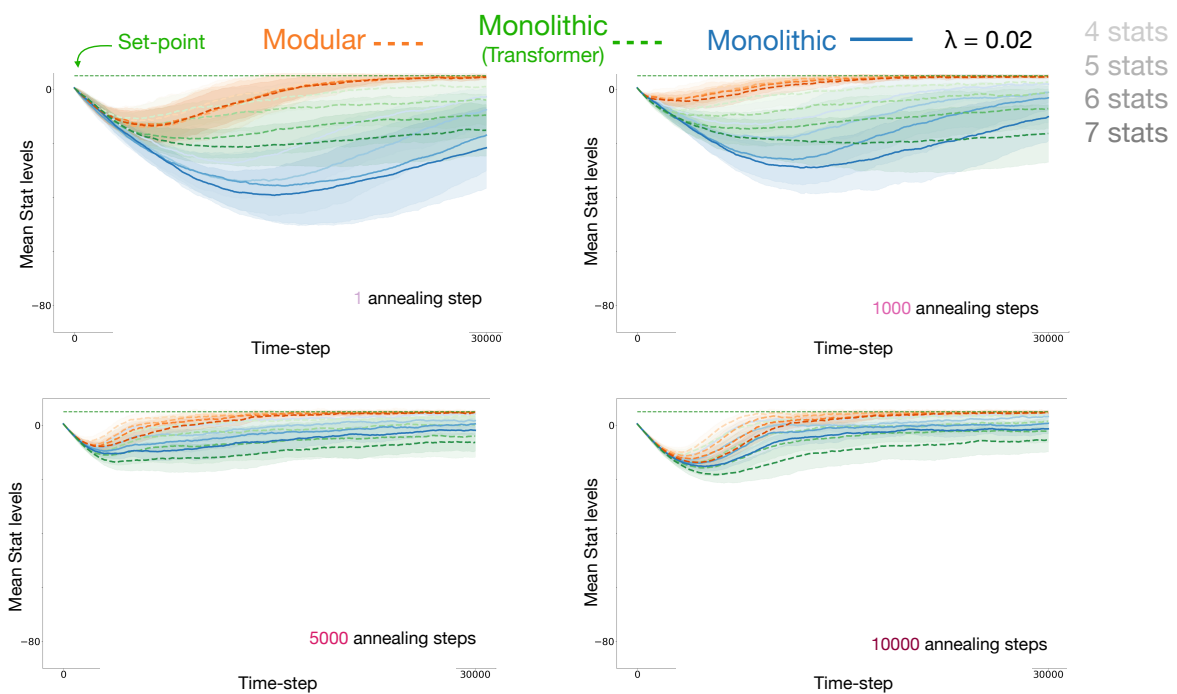 Set-point
Modular
Monolithic
(Transformer)
Monolithic
λ = 0.02
4 stats
5 stats
6 stats
7 stats
0
−80
Mean Stat levels
1 annealing step
0
30000
Time-step
0
−80
Mean Stat levels
1000 annealing steps
0
30000
Time-step
0
−80
Mean Stat levels
5000 annealing steps
0
30000
Time-step
0
−80
Mean Stat levels
10000 annealing steps
0
30000
Time-step